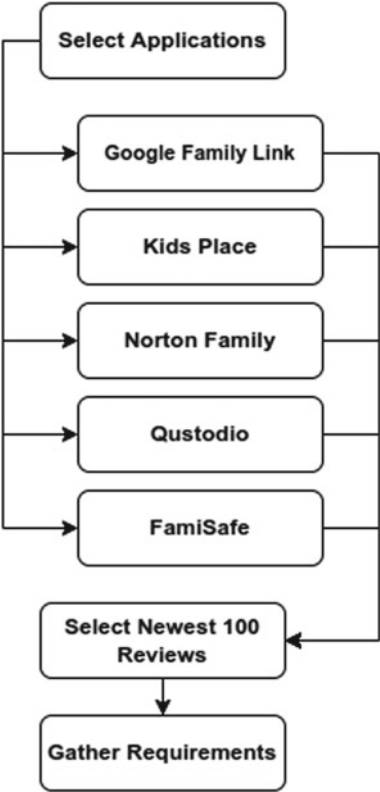 Select Applications
Google Family Link
Kids Place
Norton Family
Qustodio
FamiSafe
Select Newest 100
Reviews
Gather Requirements